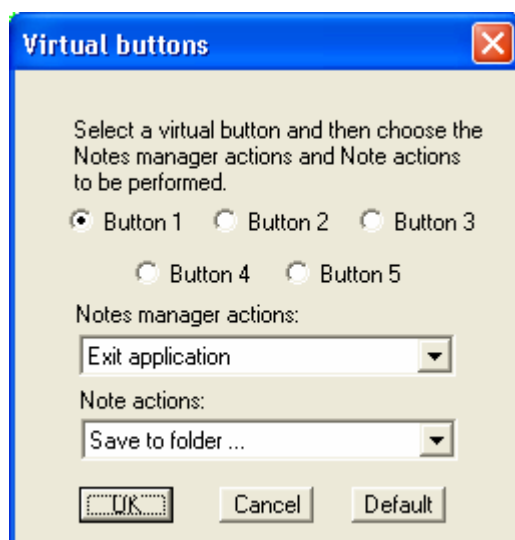 Virtual buttons
Select a virtual button and then choose the
Notes manager actions and Note actions
to be performed.
Button 1 Button 2 Button 3
Button 4 Button 5
Notes manager actions:
Exit application
Note actions:
Save to folder ...
OK Cancel Default